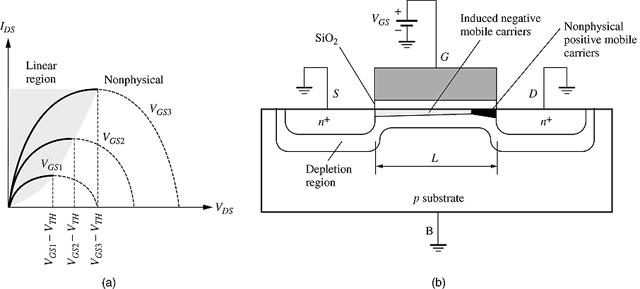 I_DS
Linear
region
Nonphysical
V_GS3
V_GS2
V_GS1
V_DS
V_GS1 − V_TH
V_GS2 − V_TH
V_GS3 − V_TH
(a)
V_GS
+
−
Induced negative
mobile carriers
Nonphysical
positive mobile
carriers
SiO₂
G
S
D
n⁺
n⁺
Depletion
region
L
p substrate
B
(b)